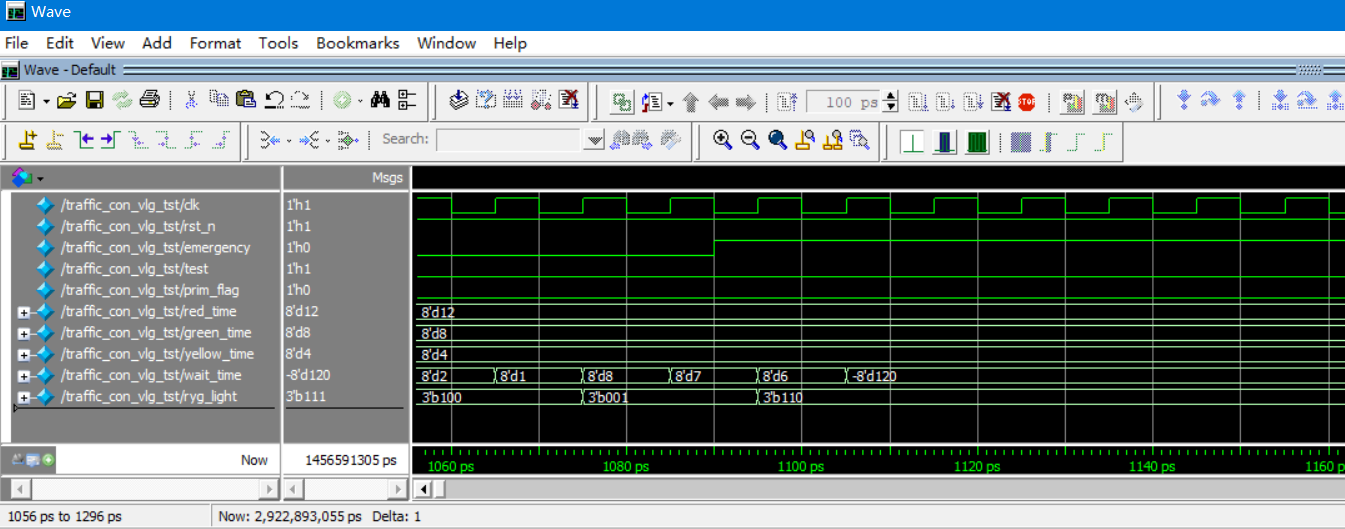 Wave
File Edit View Add Format Tools Bookmarks Window Help
Wave - Default
100 ps STOP
Search:
Msgs
/traffic_con_vlg_tst/clk 1'h1
/traffic_con_vlg_tst/rst_n 1'h1
/traffic_con_vlg_tst/emergency 1'h0
/traffic_con_vlg_tst/test 1'h1
/traffic_con_vlg_tst/prim_flag 1'h0
/traffic_con_vlg_tst/red_time 8'd12 8'd12
/traffic_con_vlg_tst/green_time 8'd8 8'd8
/traffic_con_vlg_tst/yellow_time 8'd4 8'd4
/traffic_con_vlg_tst/wait_time -8'd120 8'd2 8'd1 8'd8 8'd7 8'd6 -8'd120
/traffic_con_vlg_tst/ryg_light 3'b111 3'b100 3'b001 3'b110
Now 1456591305 ps 1060 ps 1080 ps 1100 ps 1120 ps 1140 ps 1160 p
1056 ps to 1296 ps Now: 2,922,893,055 ps Delta: 1